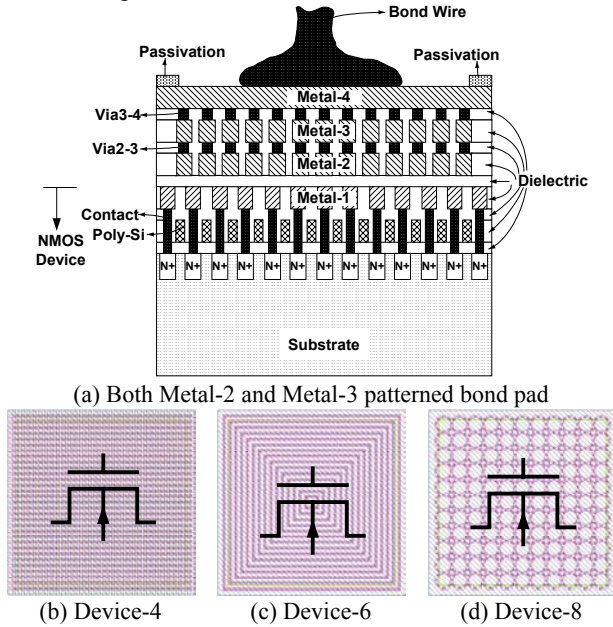 Bond Wire
Passivation
Passivation
Metal-4
Via3-4
Metal-3
Via2-3
Metal-2
Dielectric
Metal-1
Contact
Poly-Si
NMOS
Device
N+ N+ N+ N+ N+ N+ N+ N+ N+ N+ N+ N+ N+
Substrate
(a) Both Metal-2 and Metal-3 patterned bond pad
(b) Device-4
(c) Device-6
(d) Device-8